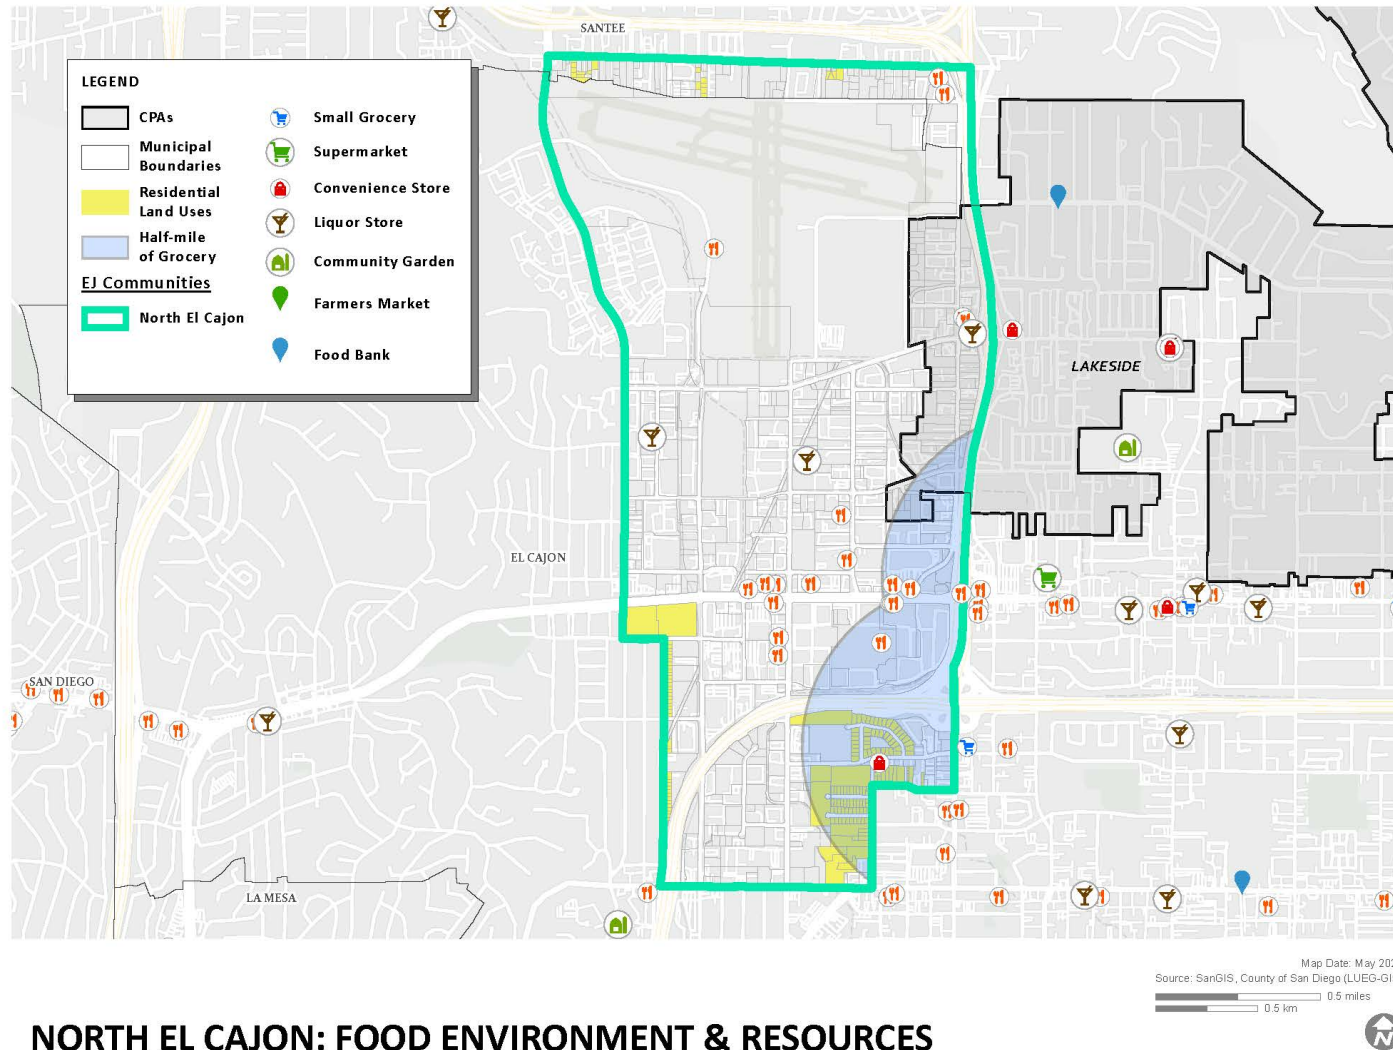 SANTEE
LEGEND
CPAs
Municipal
Boundaries
Residential
Land Uses
Half-mile
of Grocery
EJ Communities
North El Cajon
Small Grocery
Supermarket
Convenience Store
Liquor Store
Community Garden
Farmers Market
Food Bank
LAKESIDE
EL CAJON
SAN DIEGO
LA MESA
Map Date: May 202
Source: SanGIS, County of San Diego (LUEG-GI
0.5 miles
0.5 km
N
NORTH EL CAJON: FOOD ENVIRONMENT & RESOURCES